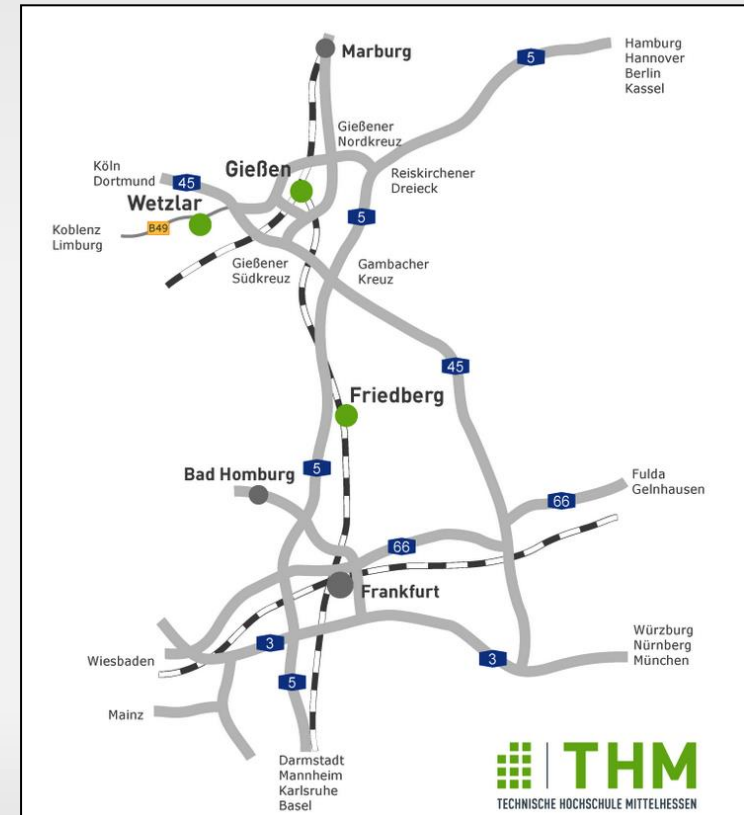 Marburg
5
Hamburg
Hannover
Berlin
Kassel
Gießener
Nordkreuz
Köln
Dortmund
45
Gießen
Reiskirchener
Dreieck
Wetzlar
Koblenz
Limburg
B49
5
Gießener
Südkreuz
Gambacher
Kreuz
45
Friedberg
5
Bad Homburg
Fulda
Gelnhausen
66
66
Frankfurt
3
Wiesbaden
3
Würzburg
Nürnberg
München
5
Mainz
Darmstadt
Mannheim
Karlsruhe
Basel
THM
TECHNISCHE HOCHSCHULE MITTELHESSEN